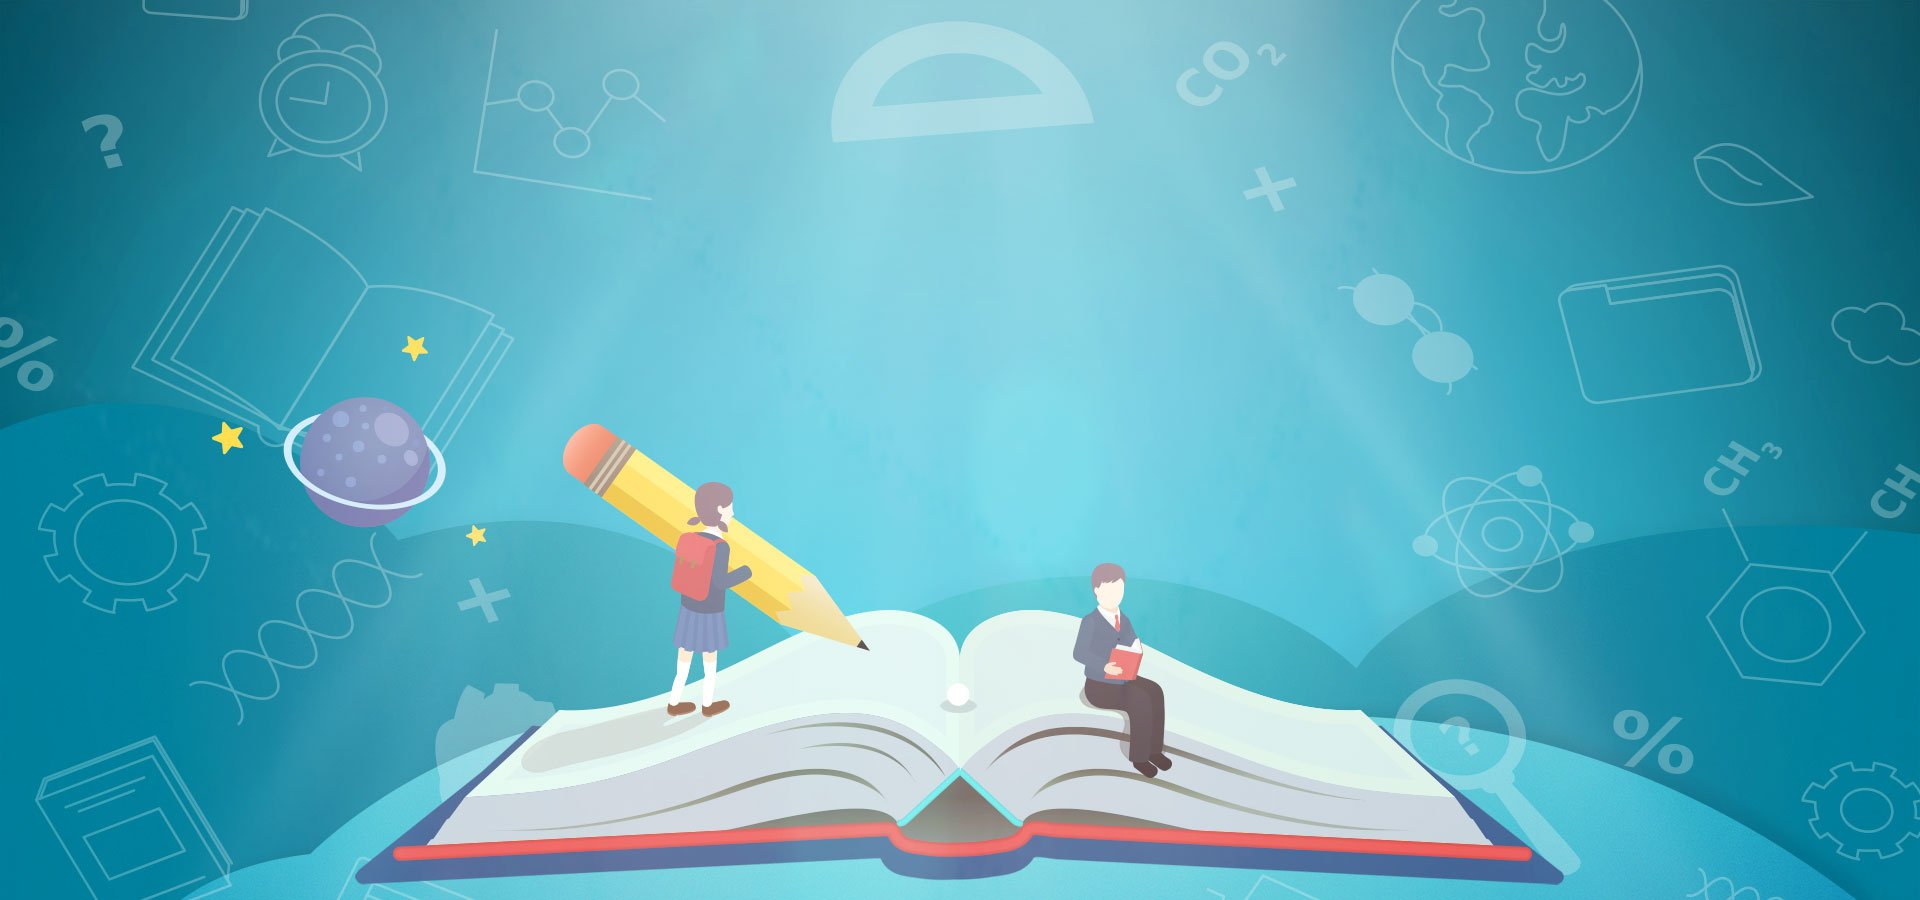 CO₂
?
+
%
CH₃
CH
+
?
%